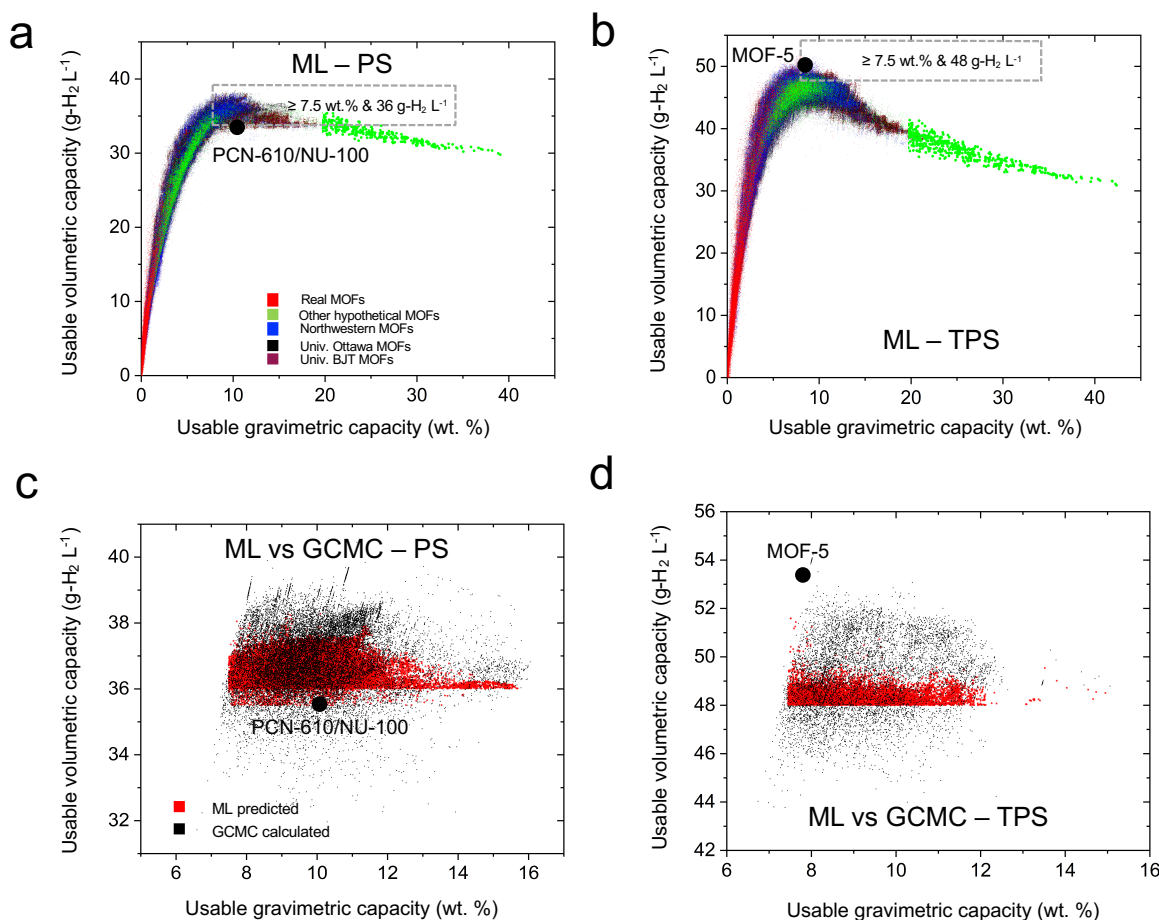 a
ML – PS
≥ 7.5 wt.% & 36 g-H₂ L⁻¹
PCN-610/NU-100
Real MOFs
Other hypothetical MOFs
Northwestern MOFs
Univ. Ottawa MOFs
Univ. BJT MOFs
40
30
20
10
0
0 10 20 30 40
Usable volumetric capacity (g-H₂ L⁻¹)
Usable gravimetric capacity (wt. %)
b
MOF-5
≥ 7.5 wt.% & 48 g-H₂ L⁻¹
ML – TPS
50
40
30
20
10
0
0 10 20 30 40
Usable volumetric capacity (g-H₂ L⁻¹)
Usable gravimetric capacity (wt. %)
c
ML vs GCMC – PS
PCN-610/NU-100
ML predicted
GCMC calculated
40
38
36
34
32
6 8 10 12 14 16
Usable volumetric capacity (g-H₂ L⁻¹)
Usable gravimetric capacity (wt. %)
d
MOF-5
ML vs GCMC – TPS
56
54
52
50
48
46
44
42
6 7 8 10 12 14 16
Usable volumetric capacity (g-H₂ L⁻¹)
Usable gravimetric capacity (wt. %)